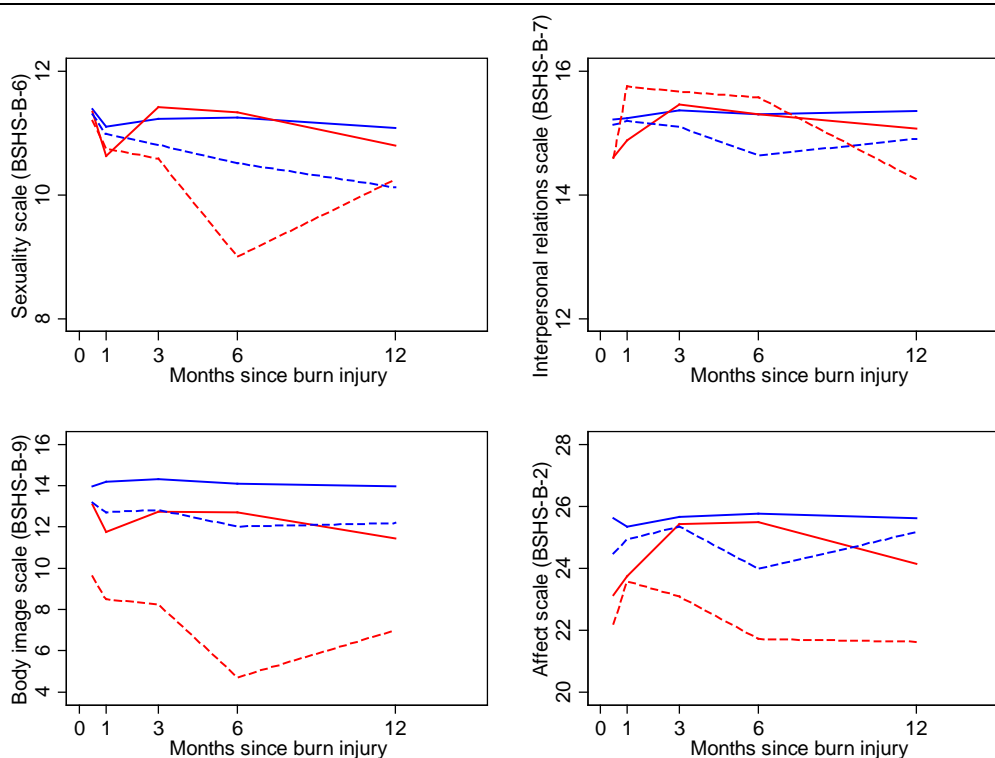 Sexuality scale (BSHS-B-6)
12
10
8
0 1 3 6 12
Months since burn injury
Interpersonal relations scale (BSHS-B-7)
16
14
12
0 1 3 6 12
Months since burn injury
Body image scale (BSHS-B-9)
16
14
12
10
8
6
4
0 1 3 6 12
Months since burn injury
Affect scale (BSHS-B-2)
28
26
24
22
20
0 1 3 6 12
Months since burn injury